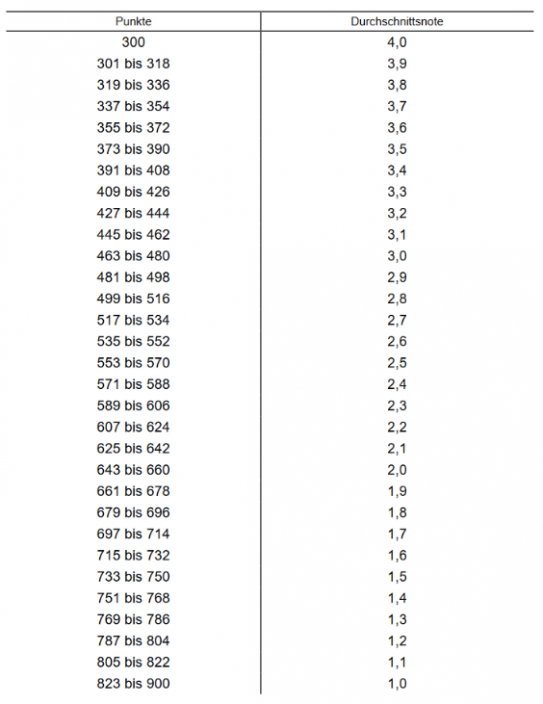 Punkte Durchschnittsnote
300 4,0
301 bis 318 3,9
319 bis 336 3,8
337 bis 354 3,7
355 bis 372 3,6
373 bis 390 3,5
391 bis 408 3,4
409 bis 426 3,3
427 bis 444 3,2
445 bis 462 3,1
463 bis 480 3,0
481 bis 498 2,9
499 bis 516 2,8
517 bis 534 2,7
535 bis 552 2,6
553 bis 570 2,5
571 bis 588 2,4
589 bis 606 2,3
607 bis 624 2,2
625 bis 642 2,1
643 bis 660 2,0
661 bis 678 1,9
679 bis 696 1,8
697 bis 714 1,7
715 bis 732 1,6
733 bis 750 1,5
751 bis 768 1,4
769 bis 786 1,3
787 bis 804 1,2
805 bis 822 1,1
823 bis 900 1,0